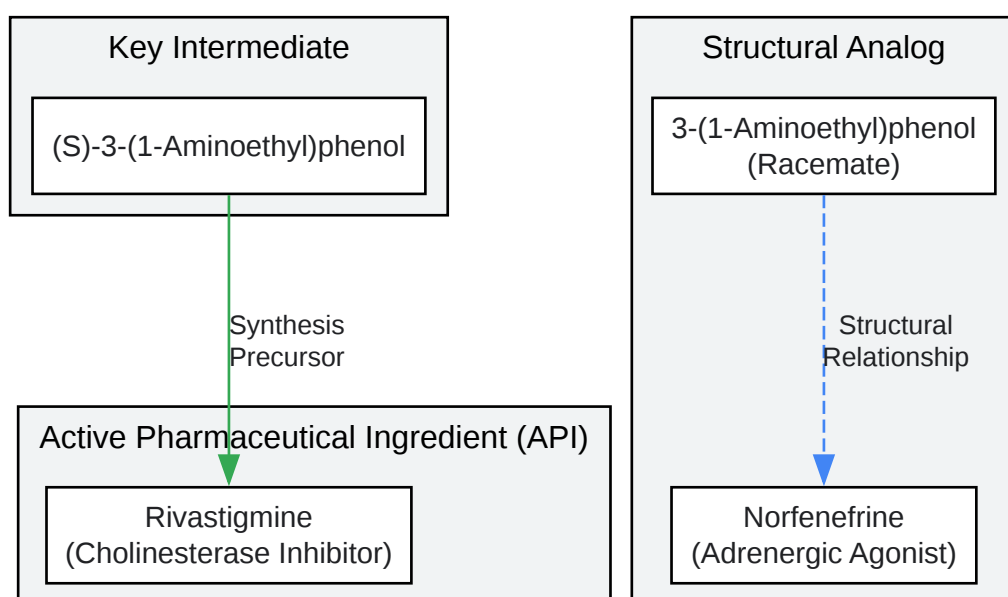 Key Intermediate
(S)-3-(1-Aminoethyl)phenol
Synthesis
Precursor
Active Pharmaceutical Ingredient (API)
Rivastigmine
(Cholinesterase Inhibitor)
Structural Analog
3-(1-Aminoethyl)phenol
(Racemate)
Structural
Relationship
Norfenefrine
(Adrenergic Agonist)